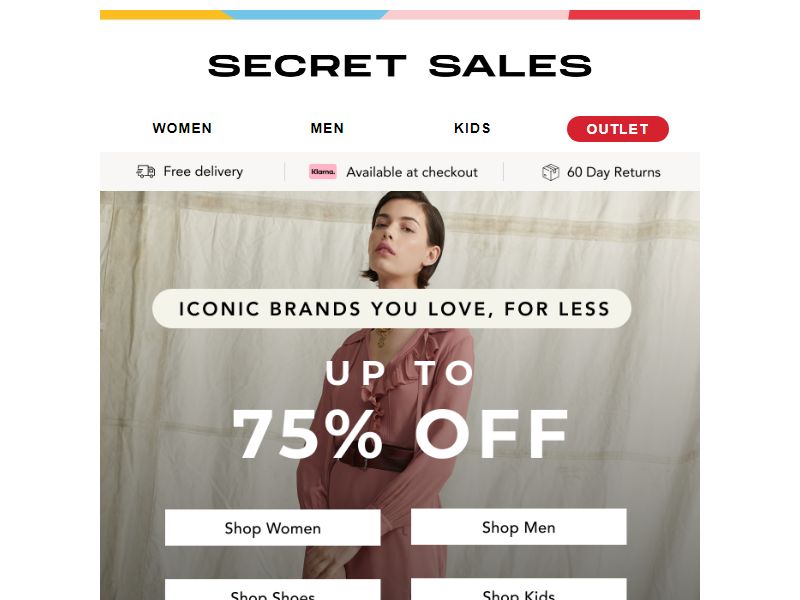 SECRET SALES
WOMEN MEN KIDS OUTLET
Free delivery Klarna. Available at checkout 60 Day Returns
ICONIC BRANDS YOU LOVE, FOR LESS
UP TO
75% OFF
Shop Women Shop Men
Shop Shoes Shop Kids